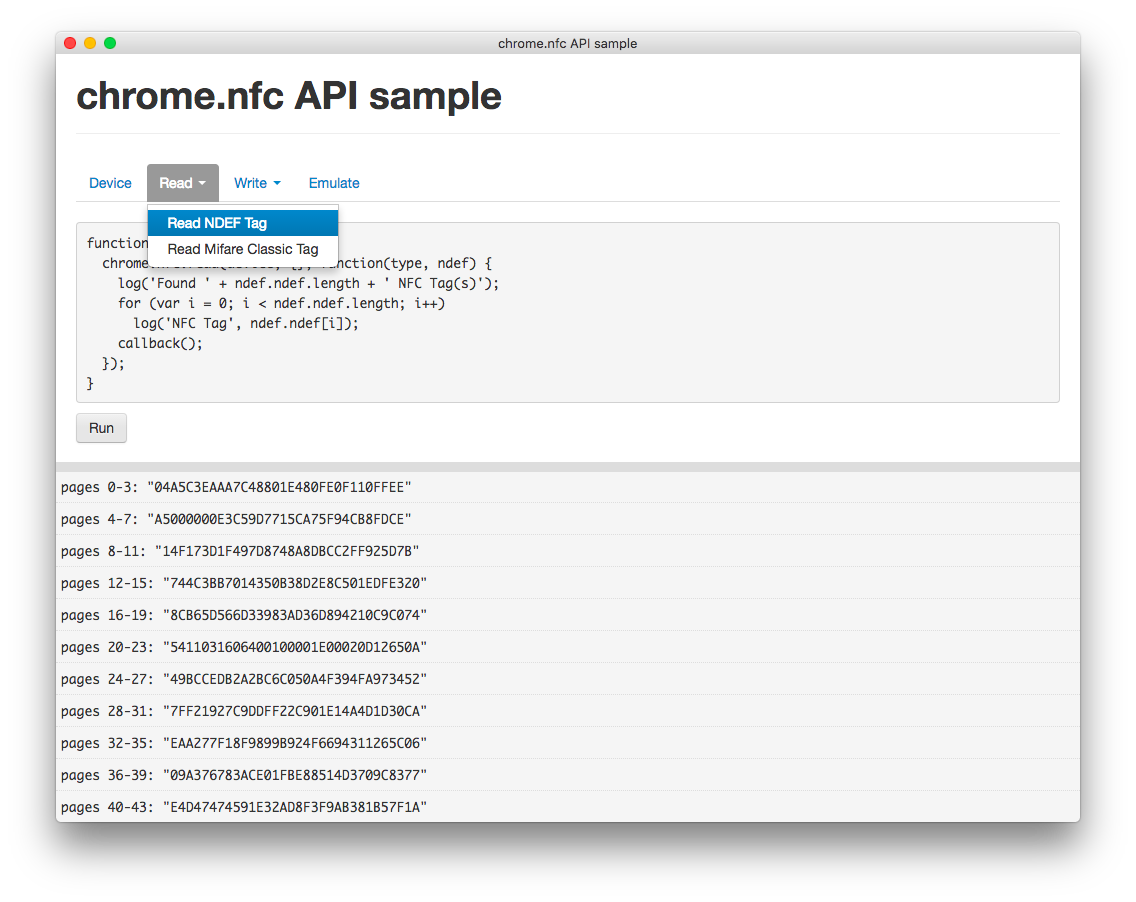 chrome.nfc API sample
chrome.nfc API sample
Device Read Write Emulate
Read NDEF Tag
Read Mifare Classic Tag
function
function(type, ndef) {
log('Found ' + ndef.ndef.length + ' NFC Tag(s)');
for (var i = 0; i < ndef.ndef.length; i++)
log('NFC Tag', ndef.ndef[i]);
callback();
});
}
Run
pages 0-3: "04A5C3EAAA7C48801E480FE0F110FFEE"
pages 4-7: "A5000000E3C59D7715CA75F94CB8FDCE"
pages 8-11: "14F173D1F497D8748A8DBCC2FF925D7B"
pages 12-15: "744C3BB7014350B38D2E8C501EDFE320"
pages 16-19: "8CB65D566D33983AD36D894210C9C074"
pages 20-23: "5411031606400100001E00020D12650A"
pages 24-27: "49BCCEDB2A2BC6C050A4F394FA973452"
pages 28-31: "7FF21927C9DDFF22C901E14A4D1D30CA"
pages 32-35: "EAA277F18F9899B924F6694311265C06"
pages 36-39: "09A376783ACE01FBE88514D3709C8377"
pages 40-43: "E4D47474591E32AD8F3F9AB381B57F1A"